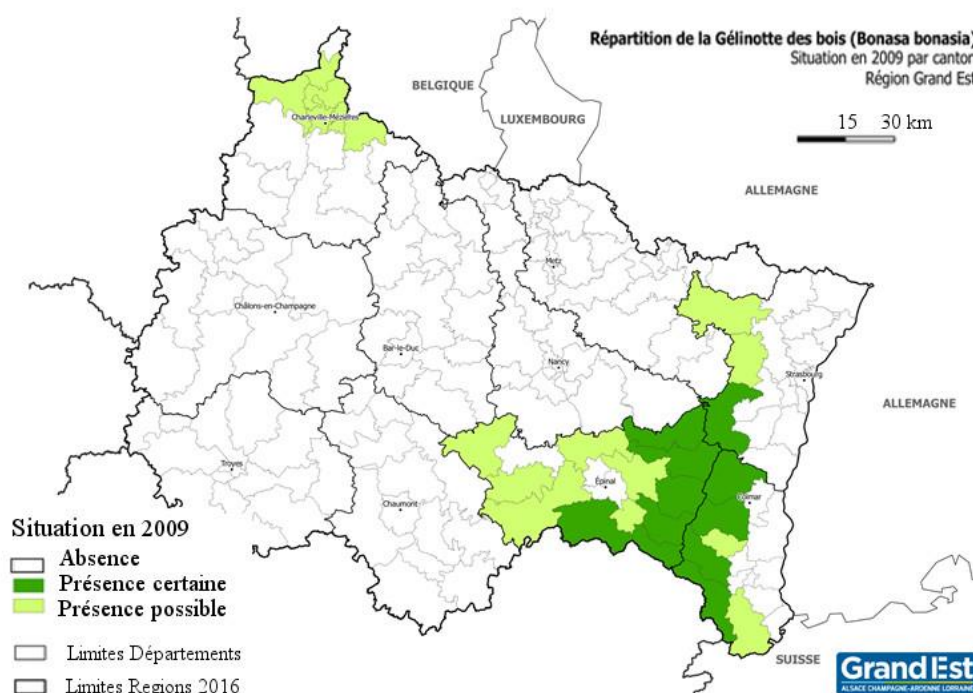 Répartition de la Gélinotte des bois (Bonasa bonasia)
Situation en 2009 par canton
Région Grand Est
BELGIQUE
LUXEMBOURG
15 30 km
ALLEMAGNE
Charleville-Mézières
Metz
Châlons-en-Champagne
Bar-le-Duc
Nancy
Strasbourg
ALLEMAGNE
Troyes
Chaumont
Épinal
Colmar
Situation en 2009
Absence
Présence certaine
Présence possible
Limites Départements
Limites Regions 2016
SUISSE
GrandEst
ALSACE CHAMPAGNE-ARDENNE LORRAINE